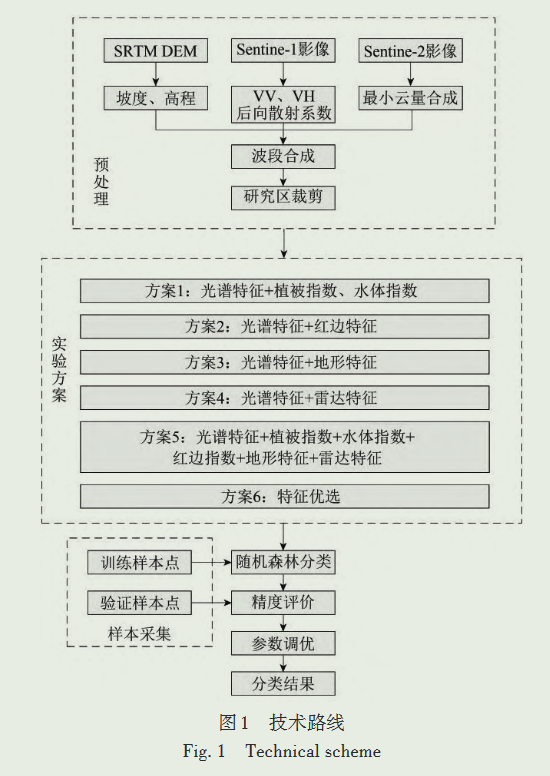 SRTM DEM
Sentine-1影像
Sentine-2影像
坡度、高程
VV、VH
后向散射系数
最小云量合成
波段合成
研究区裁剪
预处理
方案1：光谱特征+植被指数、水体指数
方案2：光谱特征+红边特征
方案3：光谱特征+地形特征
方案4：光谱特征+雷达特征
方案5：光谱特征+植被指数+水体指数+
红边指数+地形特征+雷达特征
方案6：特征优选
实验方案
训练样本点
随机森林分类
验证样本点
精度评价
样本采集
参数调优
分类结果
图1 技术路线
Fig. 1 Technical scheme